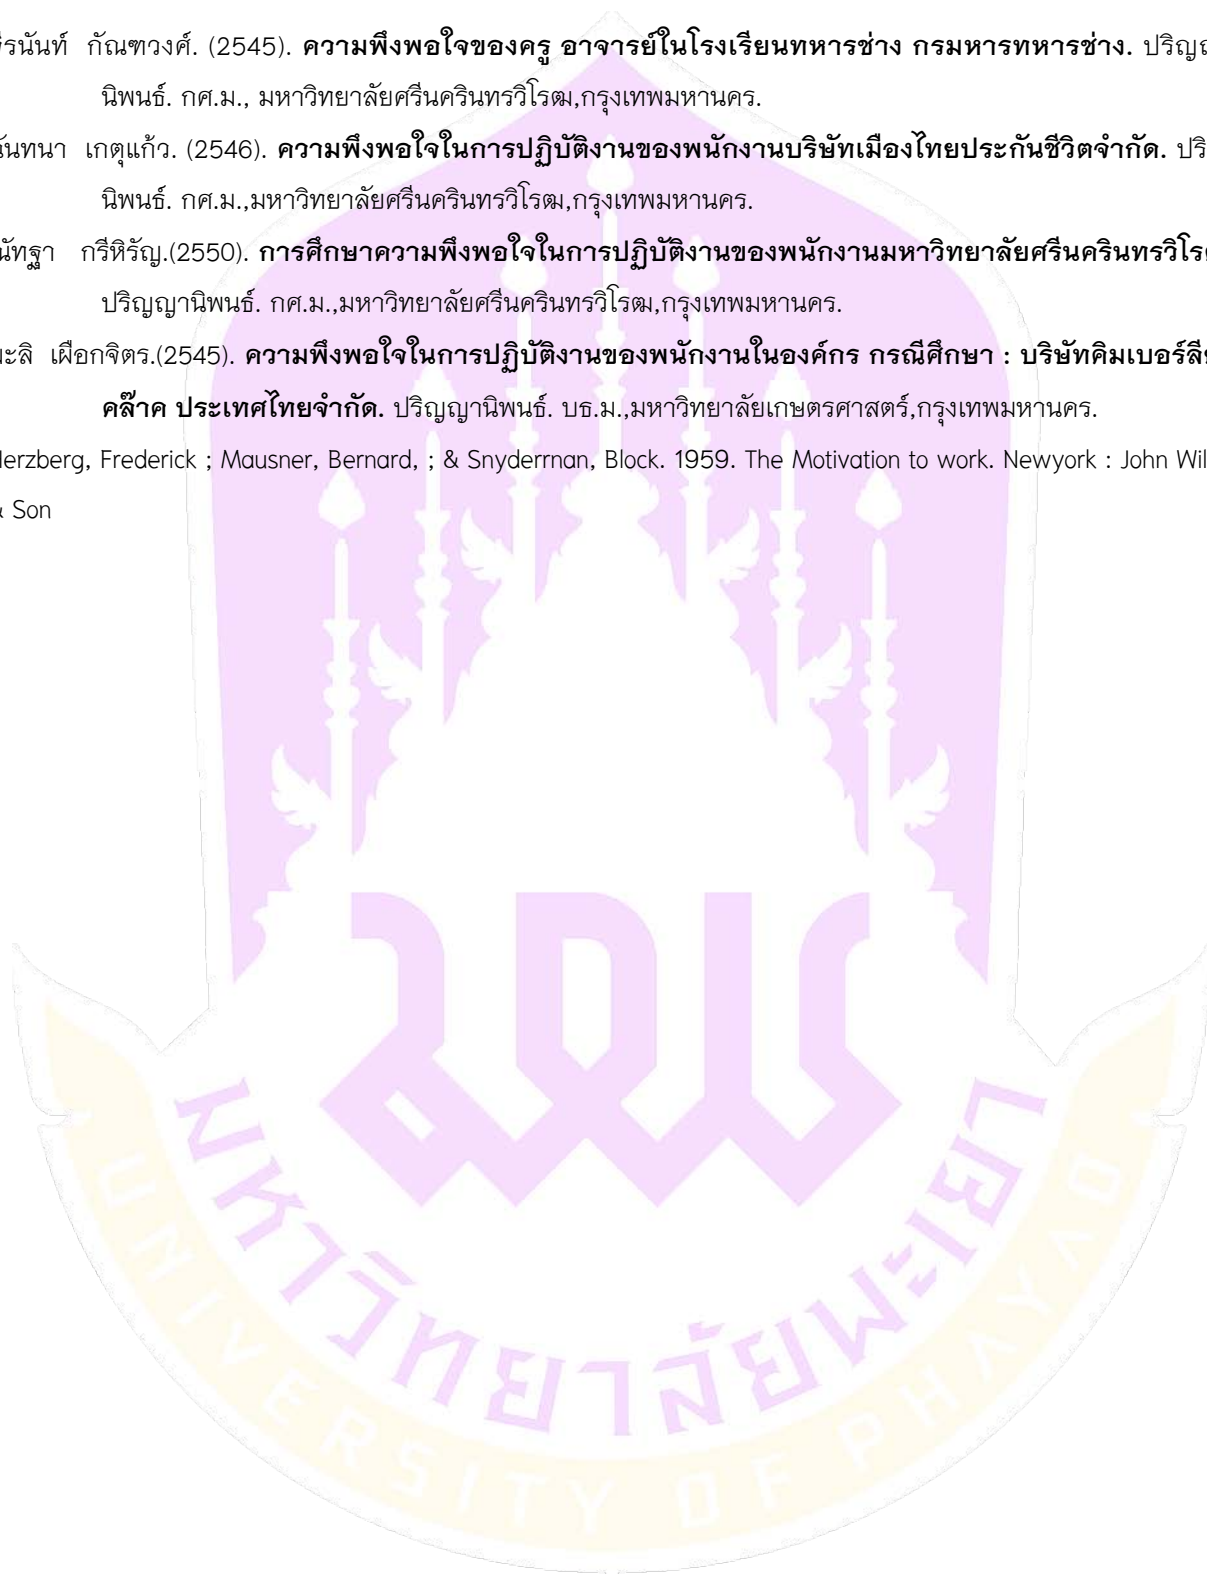 กัณฑวงศ์. (2545). ความพึงพอใจของครู อาจารย์ในโรงเรียนทหารช่าง กรมหารทหารช่าง.
นิพนธ์. กศ.ม., มหาวิทยาลัยศรีนครินทรวิโรฒ,กรุงเทพมหานคร.
เกตุแก้ว. (2546). ความพึงพอใจในการปฏิบัติงานของพนักงานบริษัทเมืองไทยประกันชีวิตจำกัด.
นิพนธ์. กศ.ม.,มหาวิทยาลัยศรีนครินทรวิโรฒ,กรุงเทพมหานคร.
กรีหิรัญ.(2550). การศึกษาความพึงพอใจในการปฏิบัติงานของพนักงานมหาวิทยาลัยศรีนครินทรวิโรฒ
ปริญญานิพนธ์. กศ.ม.,มหาวิทยาลัยศรีนครินทรวิโรฒ,กรุงเทพมหานคร.
มะลิ เผือกจิตร.(2545). ความพึงพอใจในการปฏิบัติงานของพนักงานในองค์กร กรณีศึกษา : บริษัทคิมเบอร์ลีย์
คล๊าค ประเทศไทยจำกัด. ปริญญานิพนธ์. บธ.ม.,มหาวิทยาลัยเกษตรศาสตร์,กรุงเทพมหานคร.
Herzberg, Frederick ; Mausner, Bernard, ; & Snyderrnan, Block. 1959. The Motivation to work. Newyork : John Wil
& Son
มพ
มหาวิทยาลัยพะเยา
UNIVERSITY OF PHAYAO